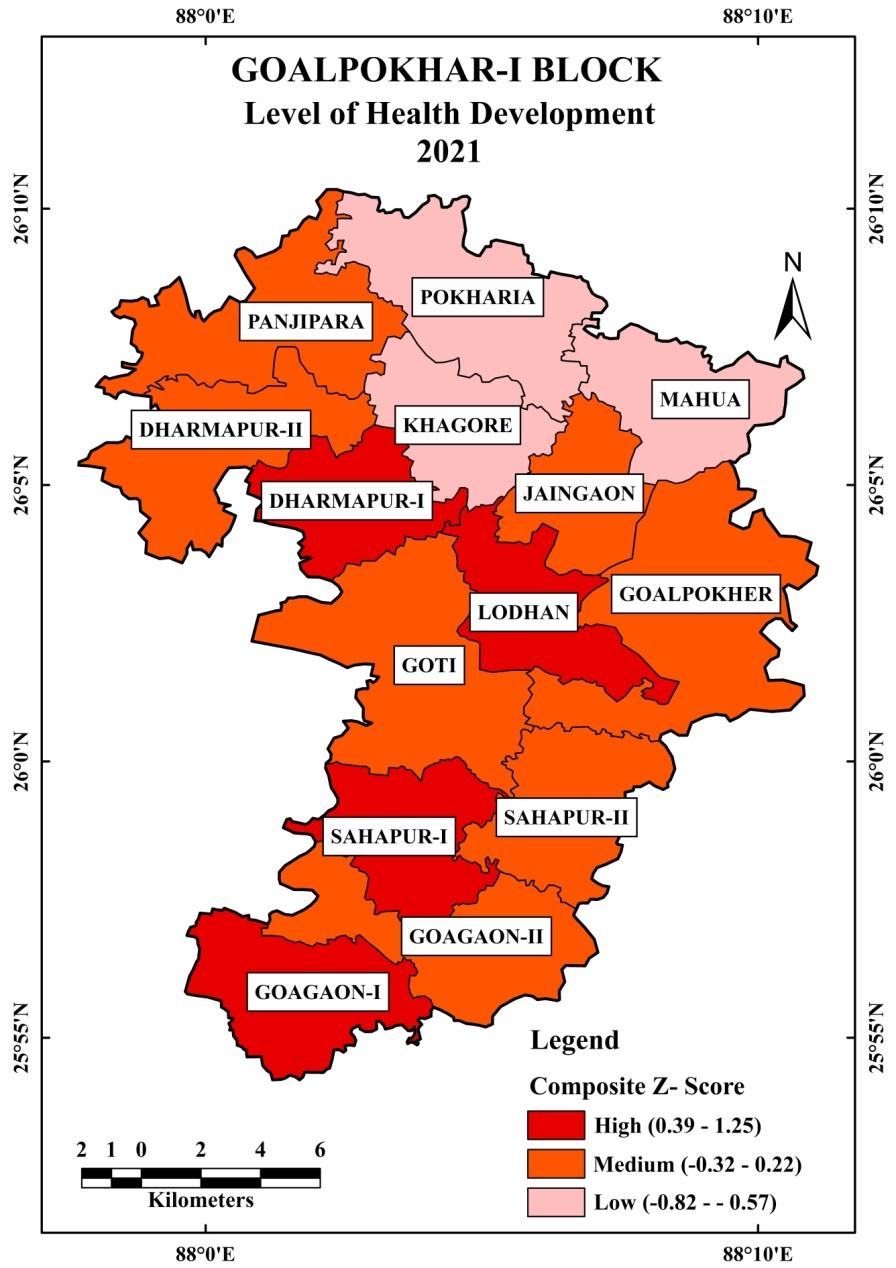 88°0'E 88°10'E
GOALPOKHAR-I BLOCK
Level of Health Development
2021
26°10'N 26°10'N
N
POKHARIA
PANJIPARA
MAHUA
KHAGORE
DHARMAPUR-II
26°5'N 26°5'N
JAINGAON
DHARMAPUR-I
GOALPOKHER
LODHAN
GOTI
26°0'N 26°0'N
SAHAPUR-II
SAHAPUR-I
GOAGAON-II
GOAGAON-I
25°55'N 25°55'N
Legend
Composite Z- Score
High (0.39 - 1.25)
Medium (-0.32 - 0.22)
Low (-0.82 - - 0.57)
2 1 0 2 4 6
Kilometers
88°0'E 88°10'E